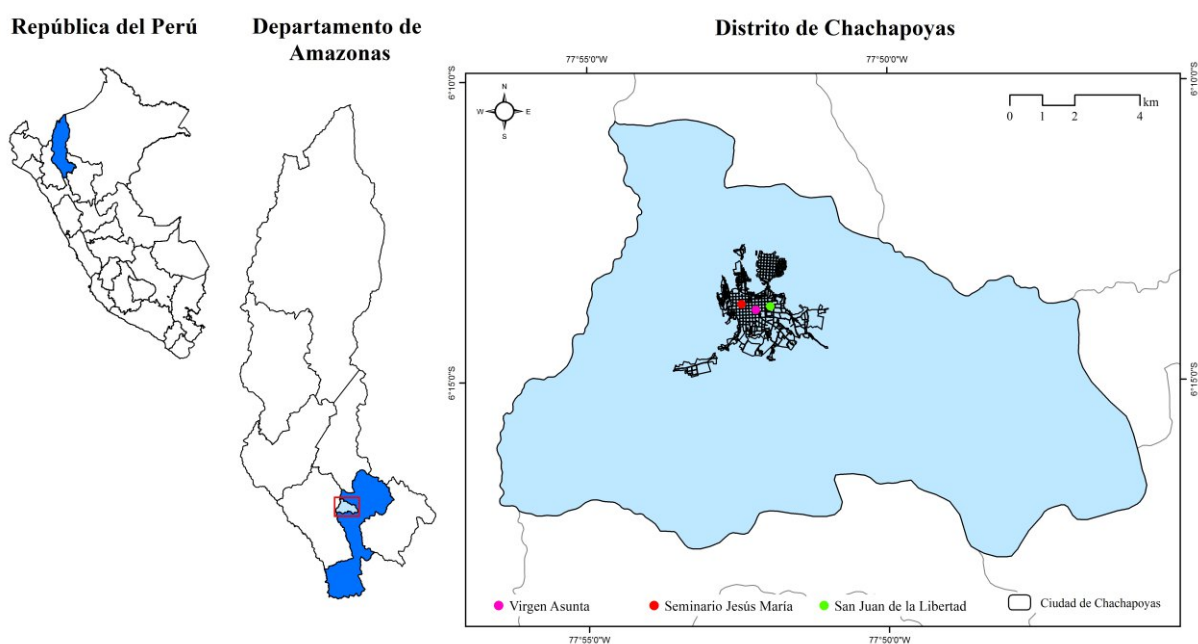 República del Perú
Departamento de
Amazonas
Distrito de Chachapoyas
77°55'0"W
77°50'0"W
6°10'0"S
6°10'0"S
N
W
E
S
km
0
1
2
4
6°15'0"S
6°15'0"S
Virgen Asunta
Seminario Jesús María
San Juan de la Libertad
Ciudad de Chachapoyas
77°55'0"W
77°50'0"W